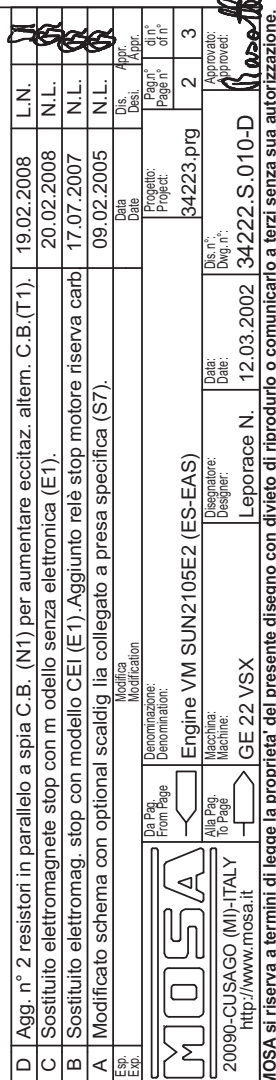 D Agg. n° 2 resistori in parallelo a spia C.B. (N1) per aumentare eccitaz. altern. C.B.(T1). 19.02.2008 L.N.
C Sostituito elettromagnete stop con m odello senza elettronica (E1). 20.02.2008 N.L.
B Sostituito elettromag. stop con modello CEI (E1).Aggiunto relè stop motore riserva carb 17.07.2007 N.L.
A Modificato schema con optional scaldig lia collegato a presa specifica (S7). 09.02.2005 N.L.
Esp. Modifica Data Dis. Appr.
Exp. Modification Date Desi. Appr.
MOSA
20090-CUSAGO (MI)-ITALY
http://www.mosa.it
Da Pag.
From Page
Alla Pag.
To Page
Denominazione:
Denomination:
Engine VM SUN2105E2 (ES-EAS)
Macchina:
Machine:
GE 22 VSX
Disegnatore:
Designer:
Leporace N.
Data:
Date:
12.03.2002
Progetto:
Project:
34223.prg
Dis. n°:
Dwg. n°:
34222.S.010-D
Pag.n°
Page n°
2
di n°
of n°
3
Approvato:
Approved:
MOSA si riserva a termini di legge la proprieta' del presente disegno con divieto di riprodurlo o comunicarlo a terzi senza sua autorizzazione.